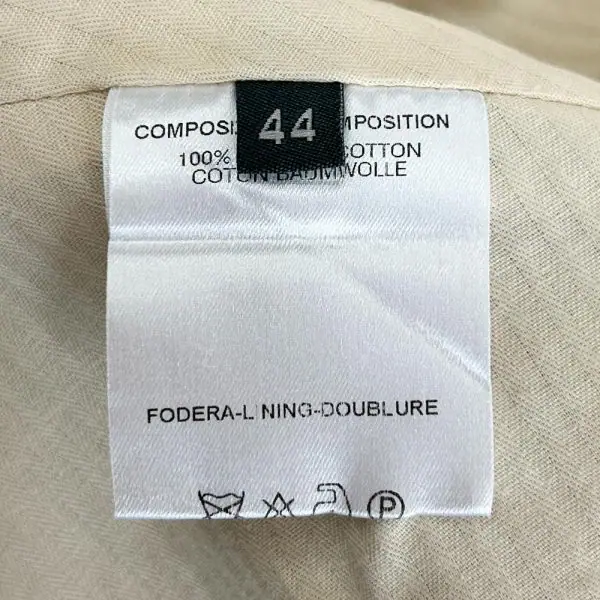 44
COMPOSI MPOSITION
100% COTTON
COTON BAUMWOLLE
FODERA-LINING-DOUBLURE
P